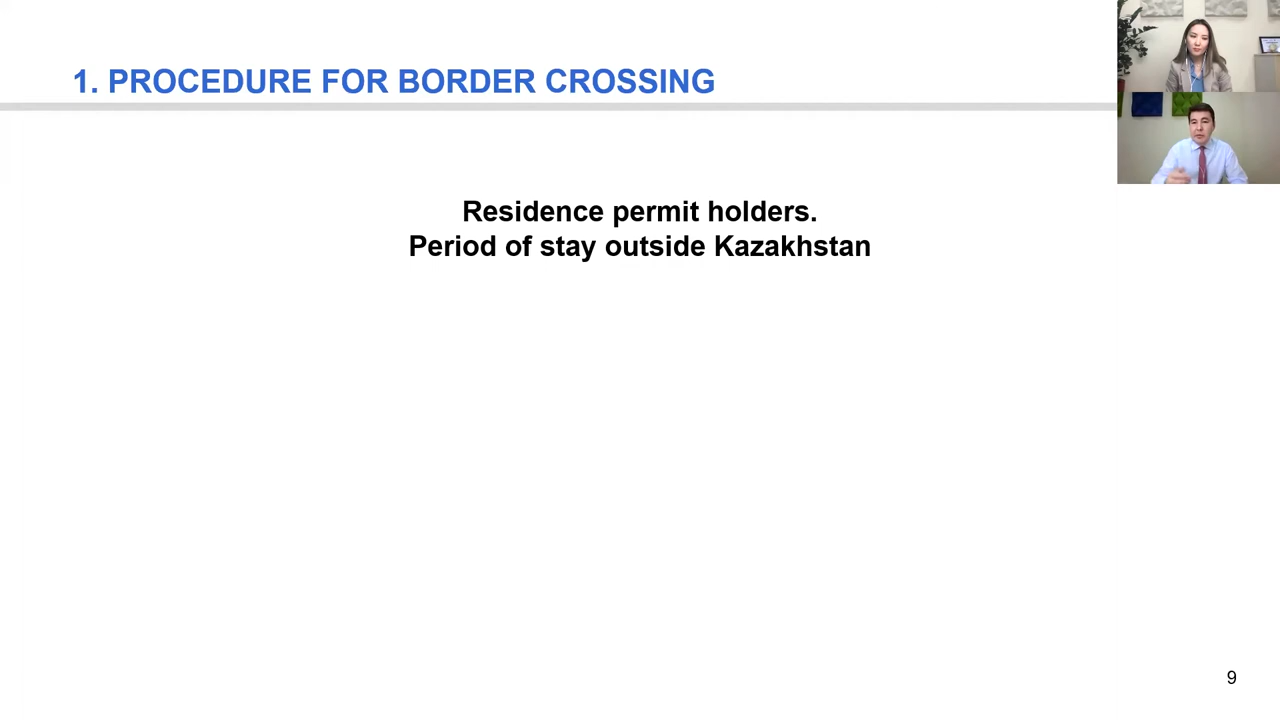 1. PROCEDURE FOR BORDER CROSSING
Residence permit holders.
Period of stay outside Kazakhstan
9